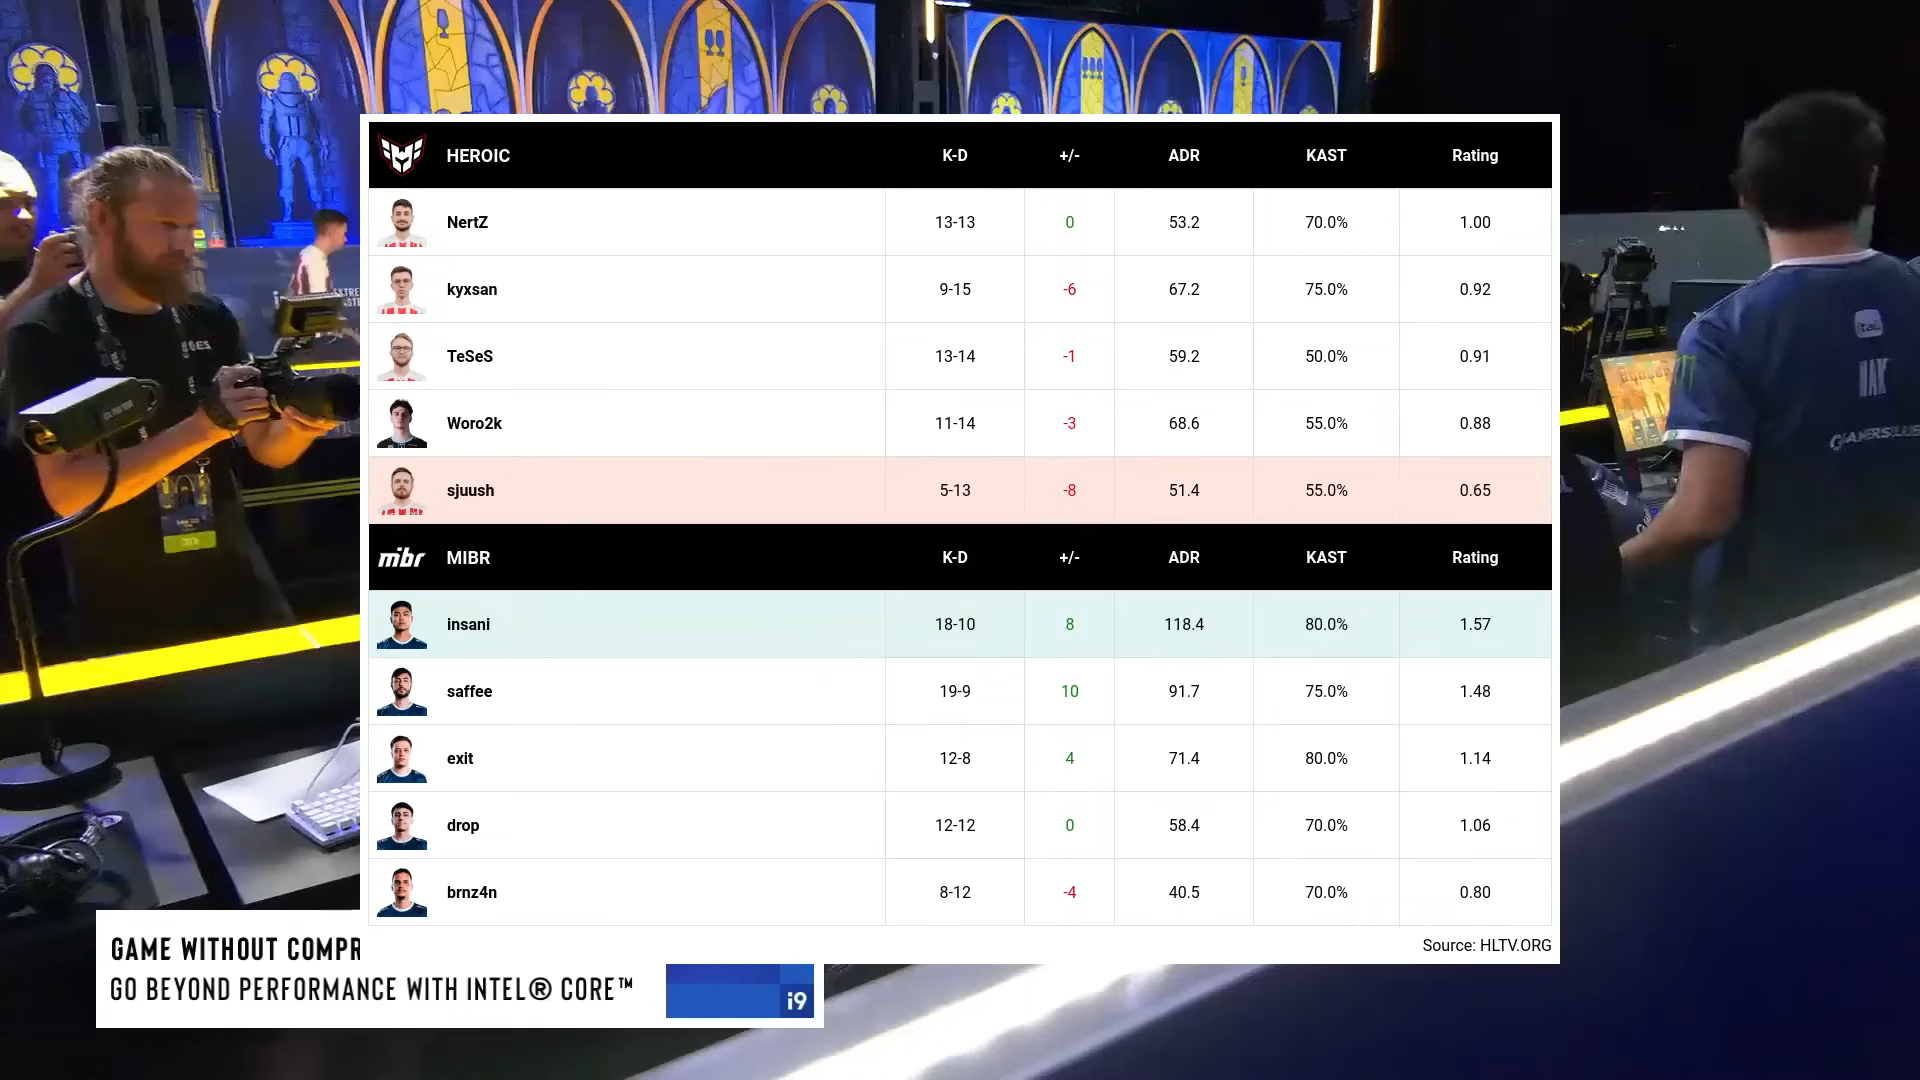 HEROIC K-D +/- ADR KAST Rating
NertZ 13-13 0 53.2 70.0% 1.00
kyxsan 9-15 -6 67.2 75.0% 0.92
TeSeS 13-14 -1 59.2 50.0% 0.91
Woro2k 11-14 -3 68.6 55.0% 0.88
sjuush 5-13 -8 51.4 55.0% 0.65
mibr MIBR K-D +/- ADR KAST Rating
insani 18-10 8 118.4 80.0% 1.57
saffee 19-9 10 91.7 75.0% 1.48
exit 12-8 4 71.4 80.0% 1.14
drop 12-12 0 58.4 70.0% 1.06
brnz4n 8-12 -4 40.5 70.0% 0.80
Source: HLTV.ORG
GAME WITHOUT COMPR
GO BEYOND PERFORMANCE WITH INTEL® CORE™
i9